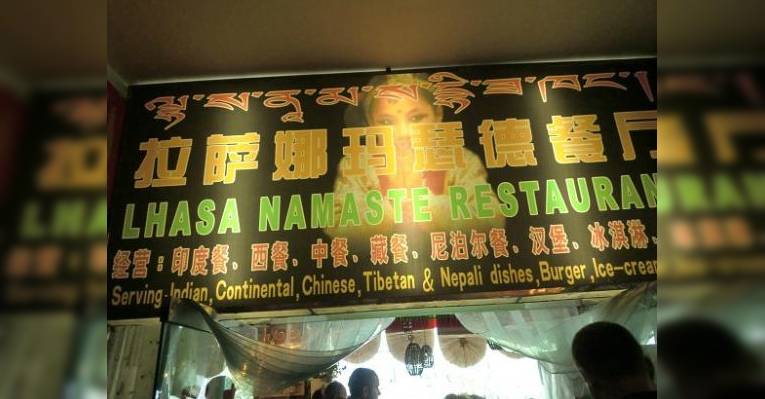 ལྷ་ས་ན་མ་ས་སྟེ་ཟ་ཁང་།
拉萨娜玛瑟德餐厅
LHASA NAMASTE RESTAURAN
经营：印度餐、西餐、中餐、藏餐、尼泊尔餐、汉堡、冰淇淋、
Serving-Indian,Continental,Chinese,Tibetan & Nepali dishes,Burger,Ice-cream